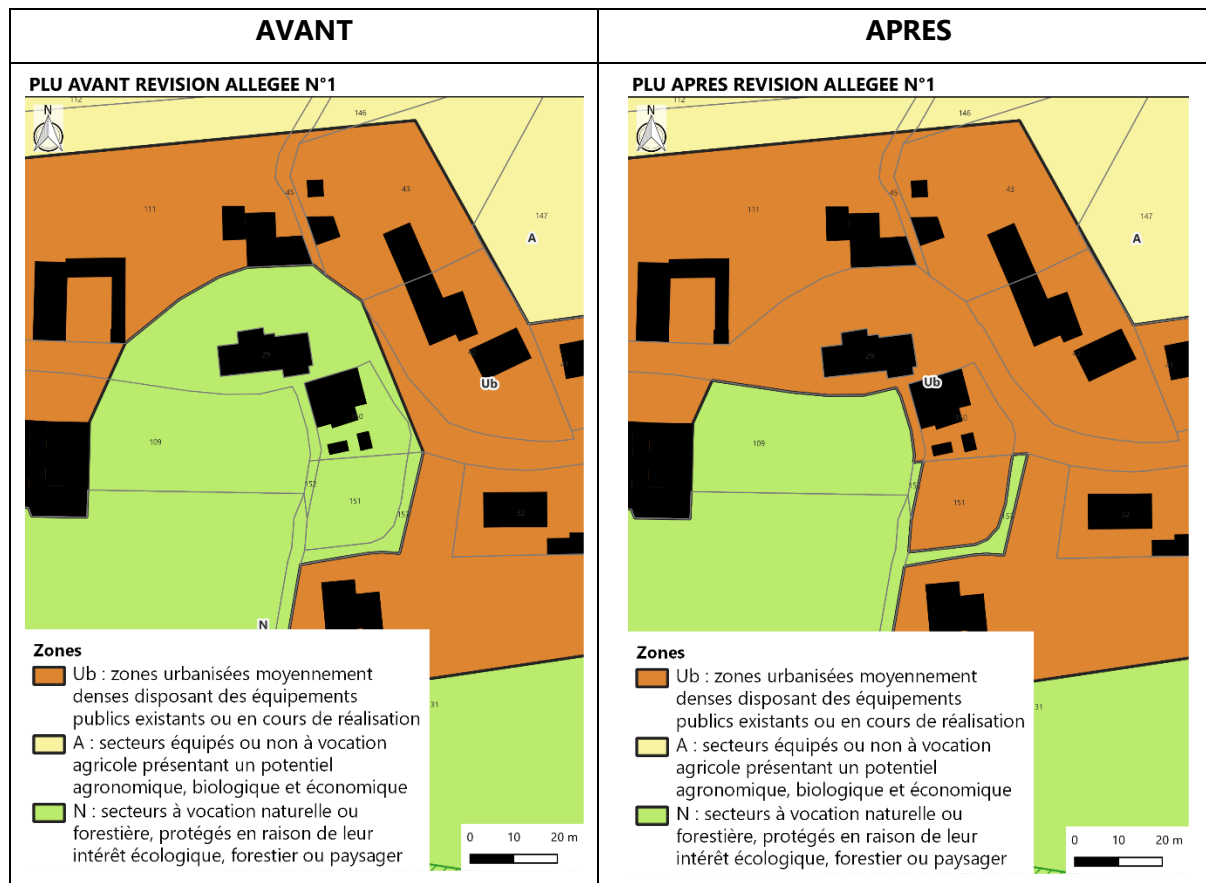 AVANT
APRES
PLU AVANT REVISION ALLEGEE N°1
N
112
146
45
43
111
147
A
29
Ub
109
152
151
32
N
31
Zones
Ub : zones urbanisées moyennement
denses disposant des équipements
publics existants ou en cours de réalisation
A : secteurs équipés ou non à vocation
agricole présentant un potentiel
agronomique, biologique et économique
N : secteurs à vocation naturelle ou
forestière, protégés en raison de leur
intérêt écologique, forestier ou paysager
0 10 20 m
PLU APRES REVISION ALLEGEE N°1
N
112
146
45
43
111
147
A
29
Ub
109
151
153
32
31
Zones
Ub : zones urbanisées moyennement
denses disposant des équipements
publics existants ou en cours de réalisation
A : secteurs équipés ou non à vocation
agricole présentant un potentiel
agronomique, biologique et économique
N : secteurs à vocation naturelle ou
forestière, protégés en raison de leur
intérêt écologique, forestier ou paysager
0 10 20 m